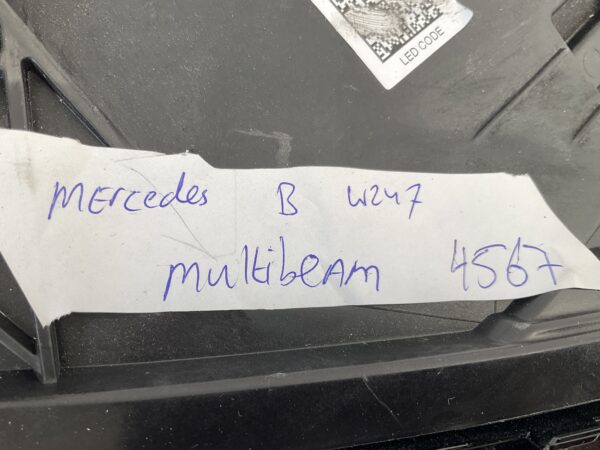 LED CODE
Mercedes B W247
multibeam 4567